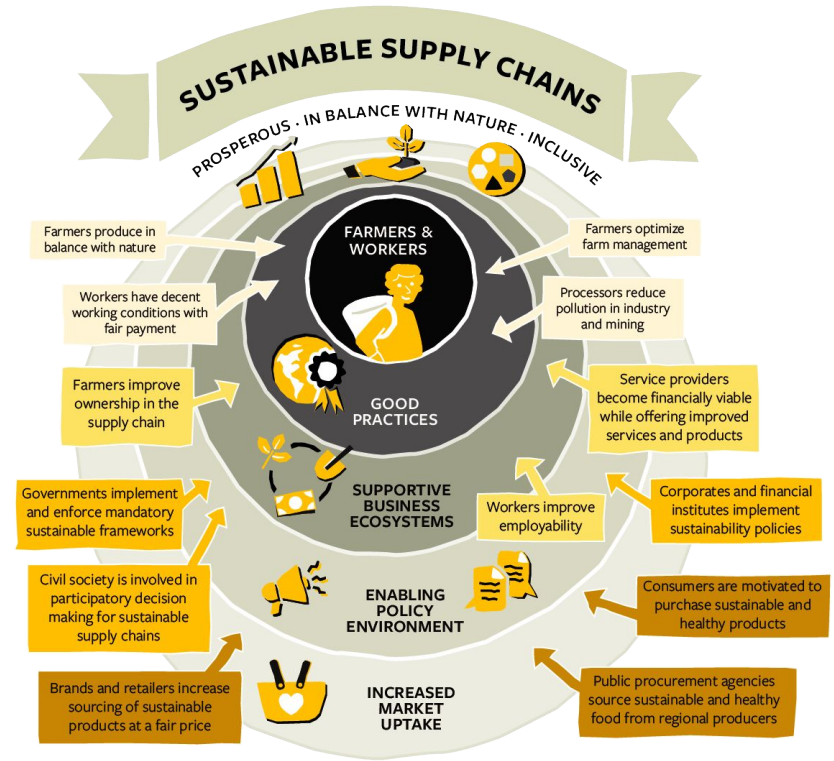 SUSTAINABLE SUPPLY CHAINS
PROSPEROUS · IN BALANCE WITH NATURE · INCLUSIVE
FARMERS &
WORKERS
Farmers produce in
balance with nature
Farmers optimize
farm management
Workers have decent
working conditions with
fair payment
Processors reduce
pollution in industry
and mining
GOOD
PRACTICES
Farmers improve
ownership in the
supply chain
Service providers
become financially viable
while offering improved
services and products
SUPPORTIVE
BUSINESS
ECOSYSTEMS
Workers improve
employability
Governments implement
and enforce mandatory
sustainable frameworks
Corporates and financial
institutes implement
sustainability policies
Civil society is involved in
participatory decision
making for sustainable
supply chains
ENABLING
POLICY
ENVIRONMENT
Consumers are motivated to
purchase sustainable and
healthy products
Brands and retailers increase
sourcing of sustainable
products at a fair price
INCREASED
MARKET
UPTAKE
Public procurement agencies
source sustainable and healthy
food from regional producers